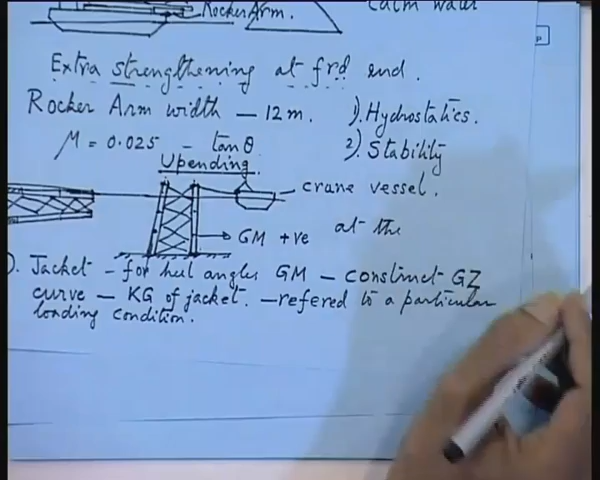 Rocker Arm. Calm water
Extra strengthening at frd end.
Rocker Arm width — 12m. 1). Hydrostatics.
M = 0.025 - tanθ 2). Stability
Upending.
crane vessel.
GM +ve at the
). Jacket - for heel angles GM - construct GZ
curve - KG of jacket. - refered to a particular
loading condition.